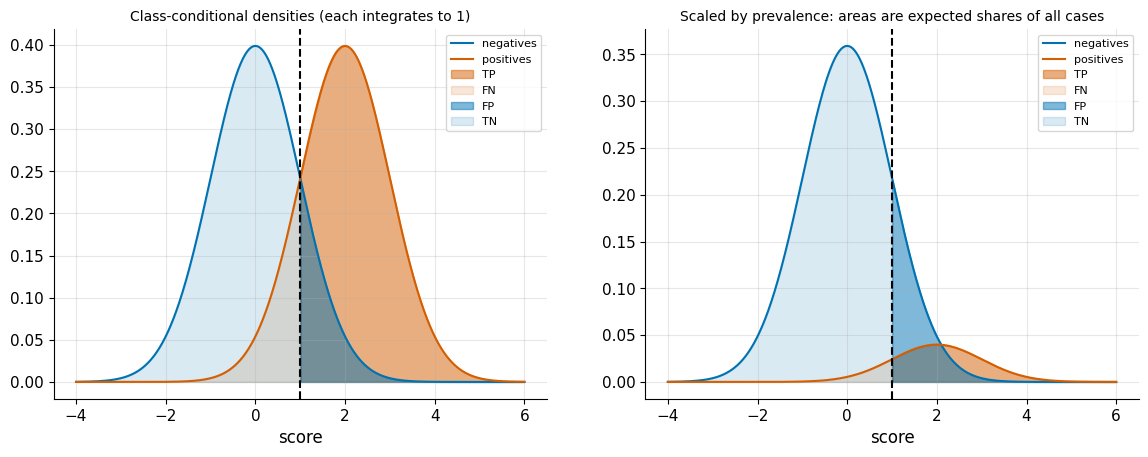 Class-conditional densities (each integrates to 1)
0.40
0.35
0.30
0.25
0.20
0.15
0.10
0.05
0.00
negatives
positives
TP
FN
FP
TN
−4
−2
0
2
4
6
score
Scaled by prevalence: areas are expected shares of all cases
0.35
0.30
0.25
0.20
0.15
0.10
0.05
0.00
negatives
positives
TP
FN
FP
TN
−4
−2
0
2
4
6
score